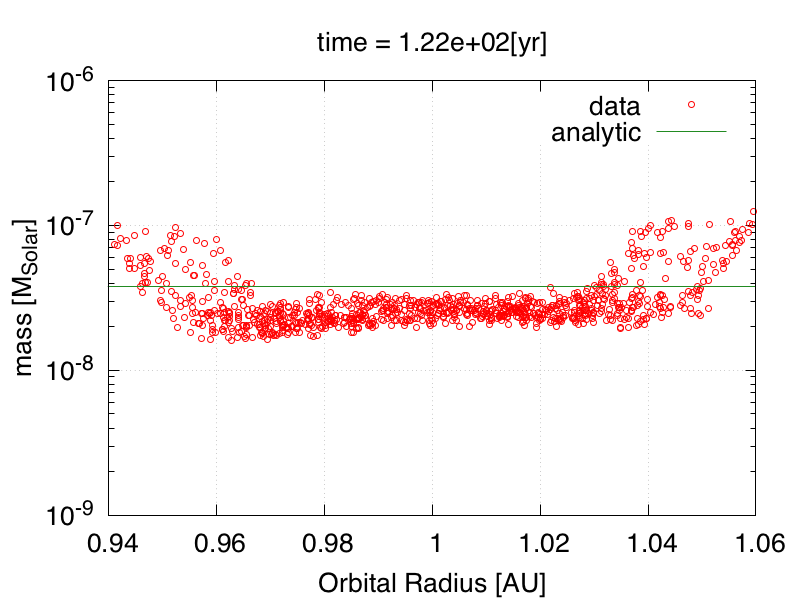 time = 1.22e+02[yr]
data
analytic
mass [M_Solar]
10^-6
10^-7
10^-8
10^-9
0.94 0.96 0.98 1 1.02 1.04 1.06
Orbital Radius [AU]